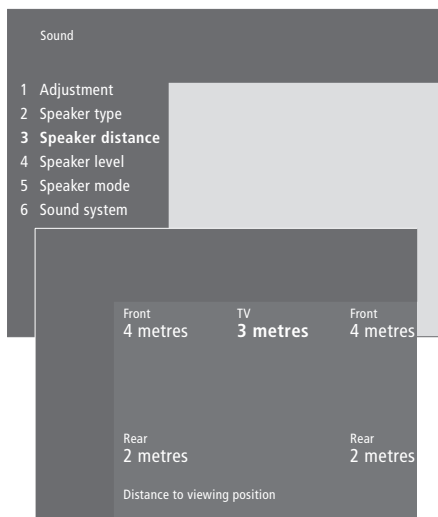 Sound
1 Adjustment
2 Speaker type
3 Speaker distance
4 Speaker level
5 Speaker mode
6 Sound system
Front TV Front
4 metres 3 metres 4 metres
Rear Rear
2 metres 2 metres
Distance to viewing position